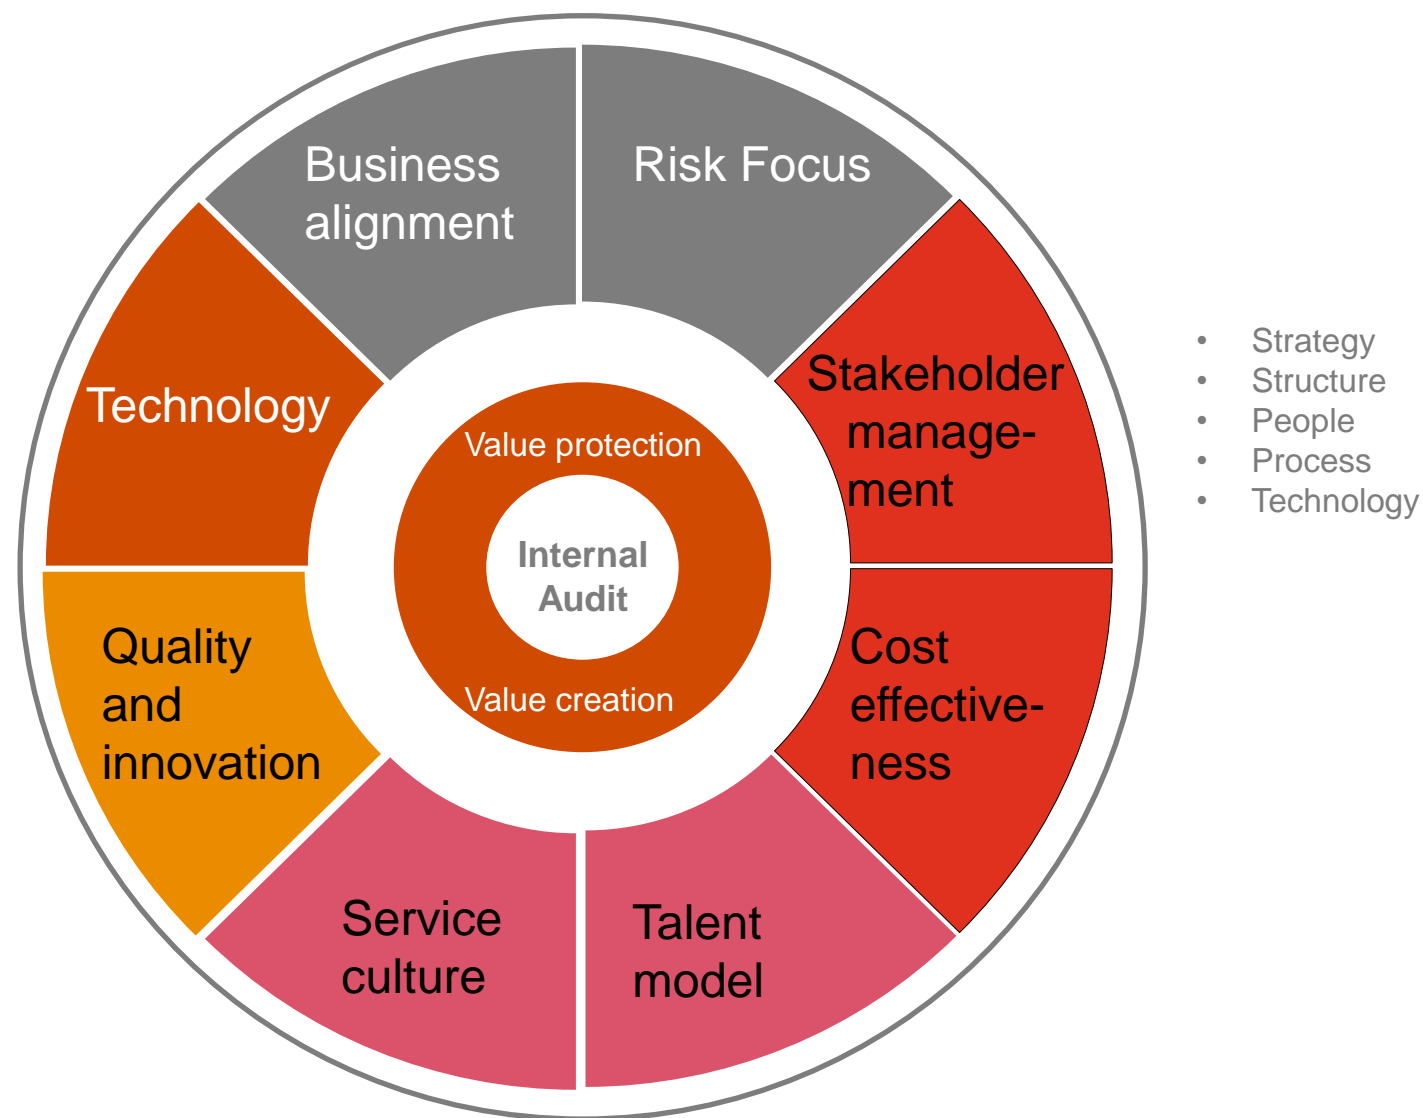 Business
alignment
Risk Focus
Stakeholder
manage-
ment
Cost
effective-
ness
Talent
model
Service
culture
Quality
and
innovation
Technology
Value protection
Internal
Audit
Value creation
• Strategy
• Structure
• People
• Process
• Technology